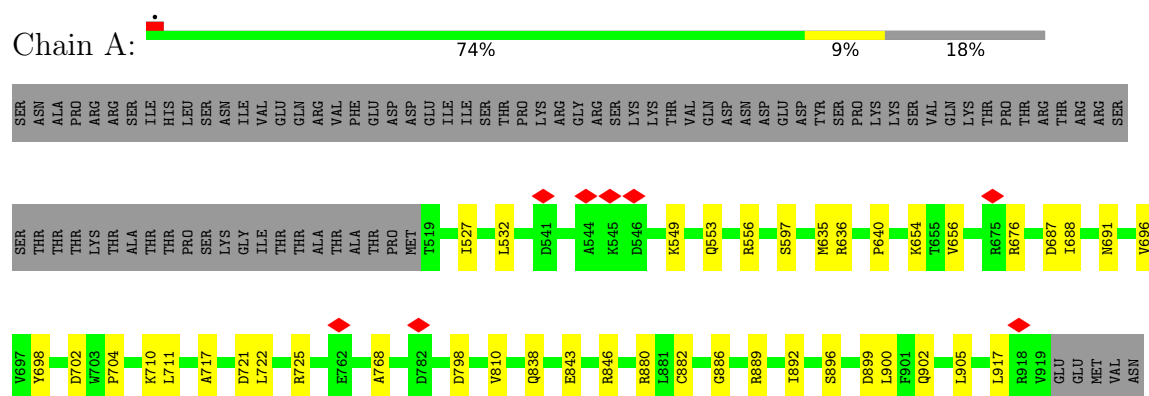 Chain A:
74% 9% 18%
SER ASN ALA PRO ARG ARG SER ILE HIS LEU SER ASN ILE VAL GLU GLN ARG VAL PHE GLU ASP ASP GLU ILE ILE SER THR PRO LYS ARG GLY ARG SER LYS LYS THR VAL GLN ASP ASN ASP GLU ASP TYR SER PRO LYS LYS SER VAL GLN LYS THR PRO THR ARG THR ARG ARG SER
SER THR THR THR LYS THR ALA THR THR PRO SER LYS GLY ILE THR THR ALA THR ALA THR PRO MET T519 I527 L532 D541 A544 K545 D546 K549 Q553 R556 S597 M635 R636 P640 K654 T655 V656 R675 R676 D687 I688 N691 V696
V697 Y698 D702 W703 P704 K710 L711 A717 D721 L722 R725 E762 A768 D782 D798 V810 Q838 E843 R846 R880 L881 C882 G886 R889 I892 S896 D899 L900 F901 Q902 L905 L917 R918 V919 GLU GLU MET VAL ASN